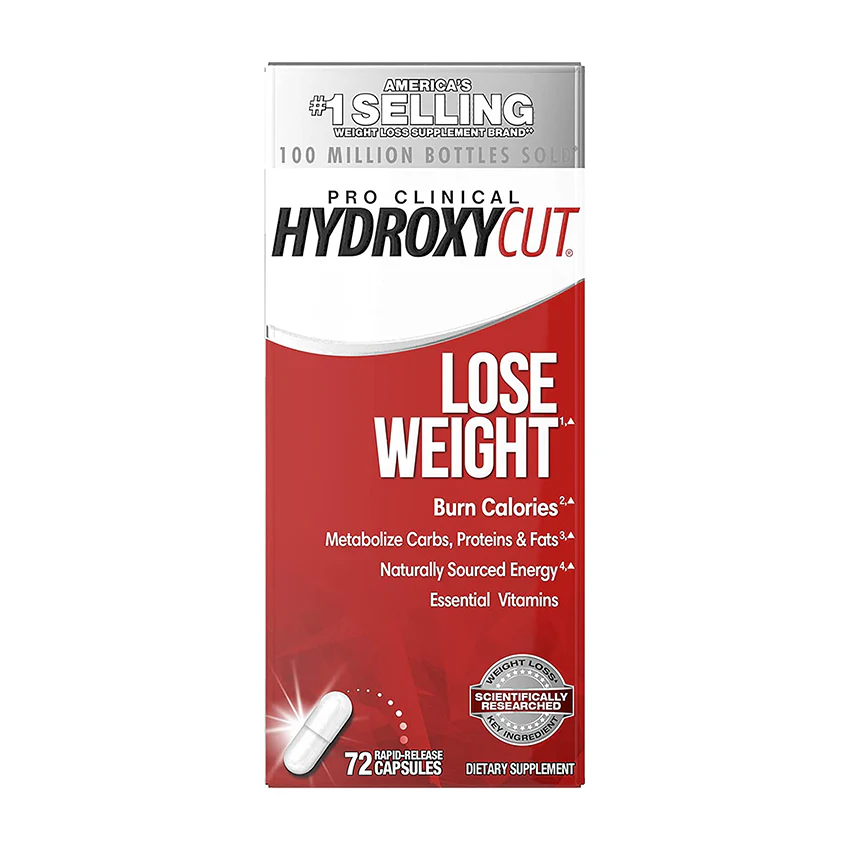 AMERICA'S
#1 SELLING
WEIGHT LOSS SUPPLEMENT BRAND**
100 MILLION BOTTLES SOLD*
PRO CLINICAL
HYDROXYCUT®
LOSE
WEIGHT¹,▲
Burn Calories²,▲
Metabolize Carbs, Proteins & Fats³,▲
Naturally Sourced Energy⁴,▲
Essential Vitamins
WEIGHT LOSS*
SCIENTIFICALLY
RESEARCHED
KEY INGREDIENT
72 RAPID-RELEASE
CAPSULES
DIETARY SUPPLEMENT